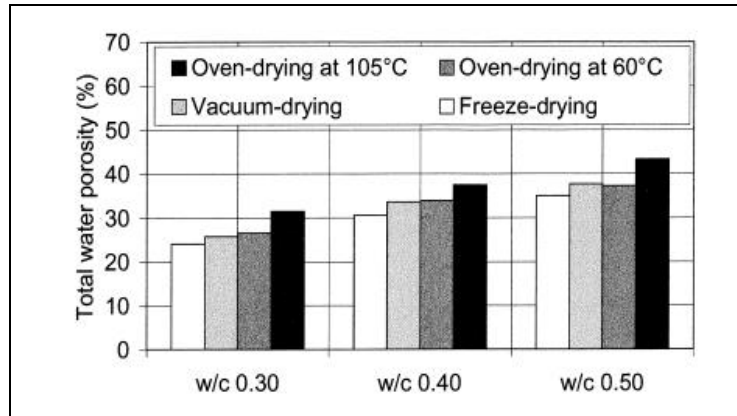 70
60
50
40
30
20
10
0
Total water porosity (%)
Oven-drying at 105°C Oven-drying at 60°C
Vacuum-drying Freeze-drying
w/c 0.30 w/c 0.40 w/c 0.50